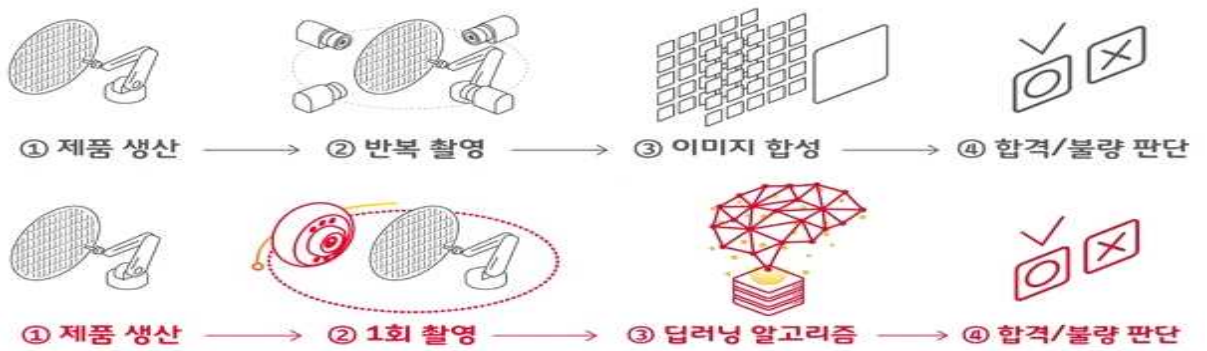 ① 제품 생산 → ② 반복 촬영 → ③ 이미지 합성 → ④ 합격/불량 판단
① 제품 생산 → ② 1회 촬영 → ③ 딥러닝 알고리즘 → ④ 합격/불량 판단